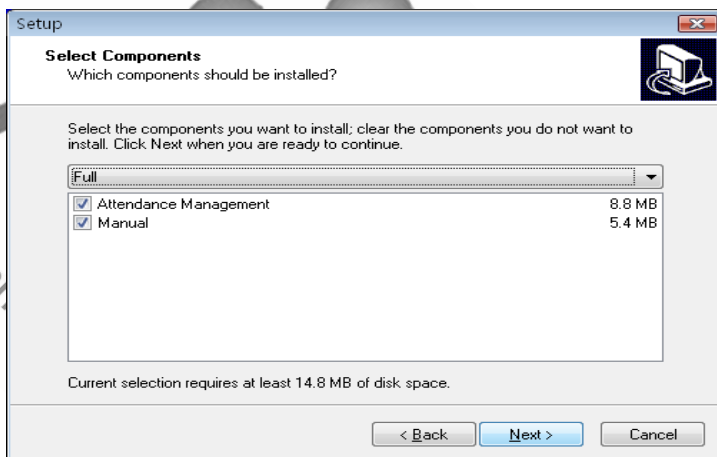 Setup
Select Components
Which components should be installed?
Select the components you want to install; clear the components you do not want to
install. Click Next when you are ready to continue.
Full
Attendance Management 8.8 MB
Manual 5.4 MB
Current selection requires at least 14.8 MB of disk space.
< Back Next > Cancel